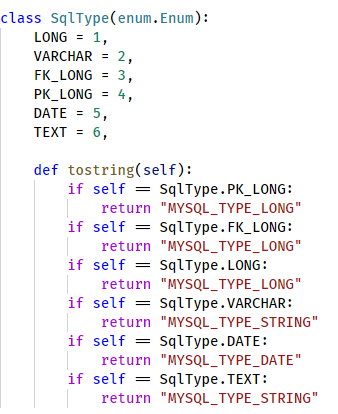 class SqlType(enum.Enum):
    LONG = 1,
    VARCHAR = 2,
    FK_LONG = 3,
    PK_LONG = 4,
    DATE = 5,
    TEXT = 6,

    def tostring(self):
        if self == SqlType.PK_LONG:
            return "MYSQL_TYPE_LONG"
        if self == SqlType.FK_LONG:
            return "MYSQL_TYPE_LONG"
        if self == SqlType.LONG:
            return "MYSQL_TYPE_LONG"
        if self == SqlType.VARCHAR:
            return "MYSQL_TYPE_STRING"
        if self == SqlType.DATE:
            return "MYSQL_TYPE_DATE"
        if self == SqlType.TEXT:
            return "MYSQL_TYPE_STRING"